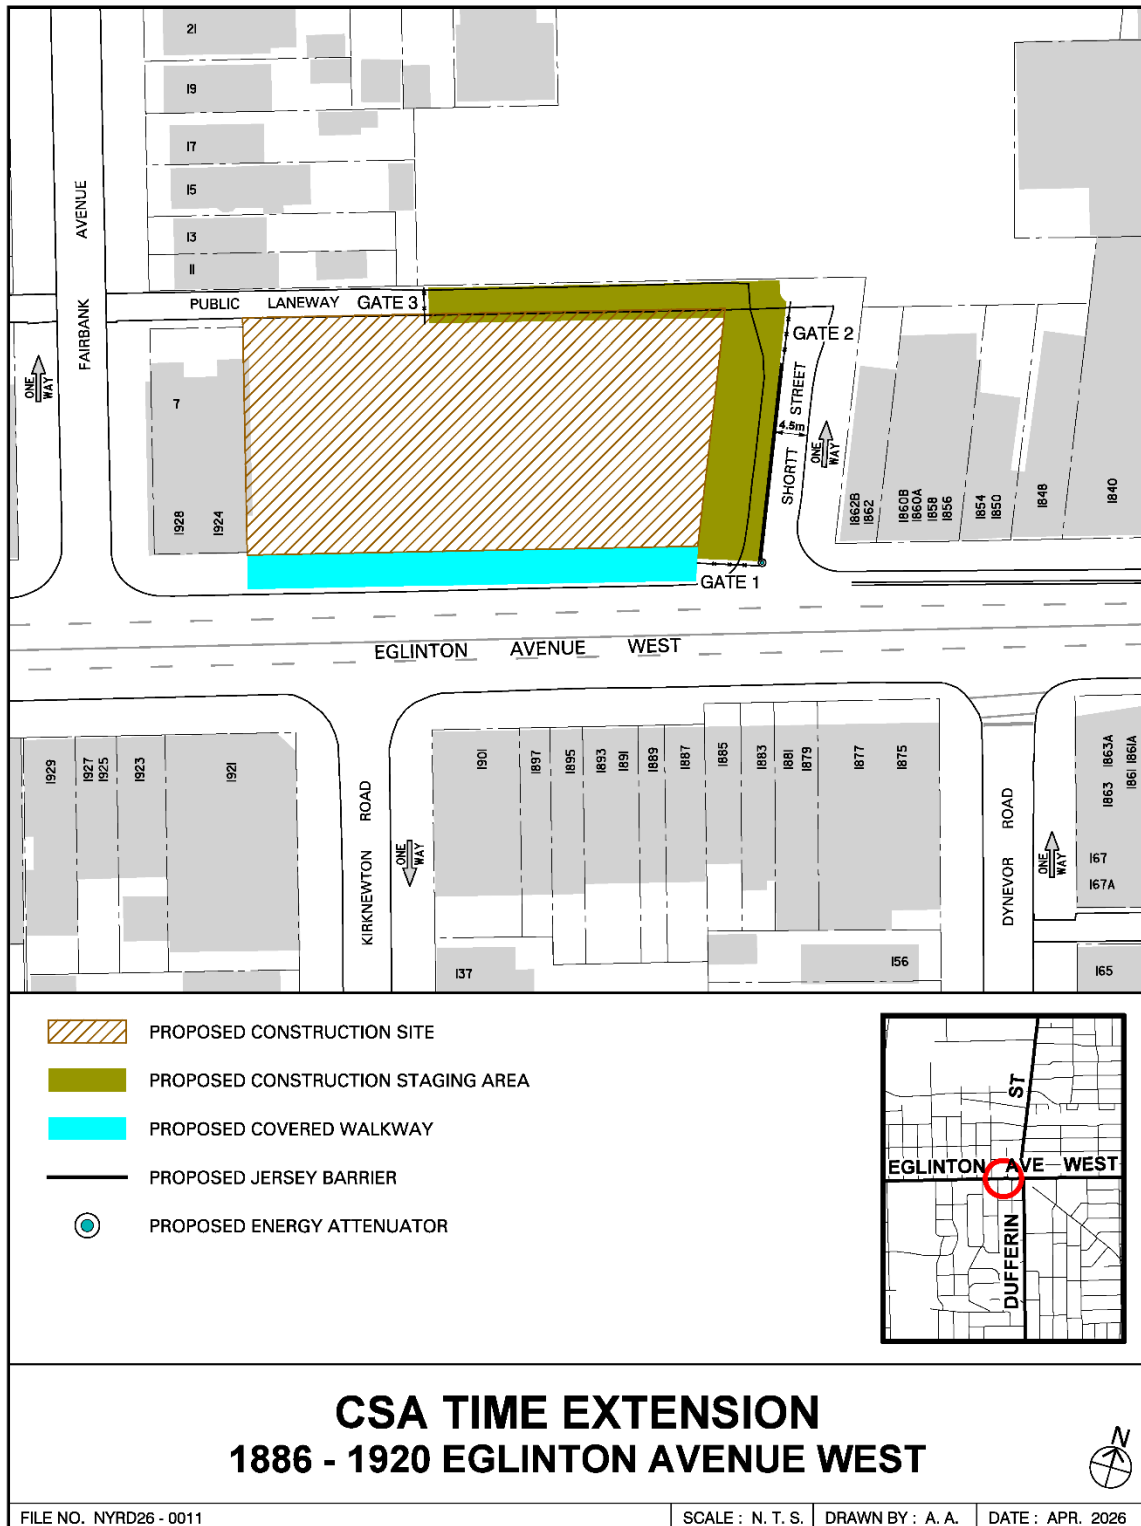 21
19
17
15
13
11
FAIRBANK AVENUE
PUBLIC LANEWAY
GATE 3
GATE 2
ONE WAY
7
1928
1924
SHORTT STREET
4.5m
ONE WAY
1862B
1862
1860B
1860A
1858
1856
1854
1850
1848
1840
GATE 1
EGLINTON AVENUE WEST
1929
1927
1925
1923
1921
KIRKNEWTON ROAD
ONE WAY
1901
1897
1895
1893
1891
1889
1887
1885
1883
1881
1879
1877
1875
137
156
DYNEVOR ROAD
ONE WAY
1863A
1863
1861A
1861
167
167A
165
PROPOSED CONSTRUCTION SITE
PROPOSED CONSTRUCTION STAGING AREA
PROPOSED COVERED WALKWAY
PROPOSED JERSEY BARRIER
PROPOSED ENERGY ATTENUATOR
ST
EGLINTON AVE WEST
DUFFERIN
CSA TIME EXTENSION
1886 - 1920 EGLINTON AVENUE WEST
N
FILE NO. NYRD26 - 0011
SCALE : N. T. S.
DRAWN BY : A. A.
DATE : APR. 2026